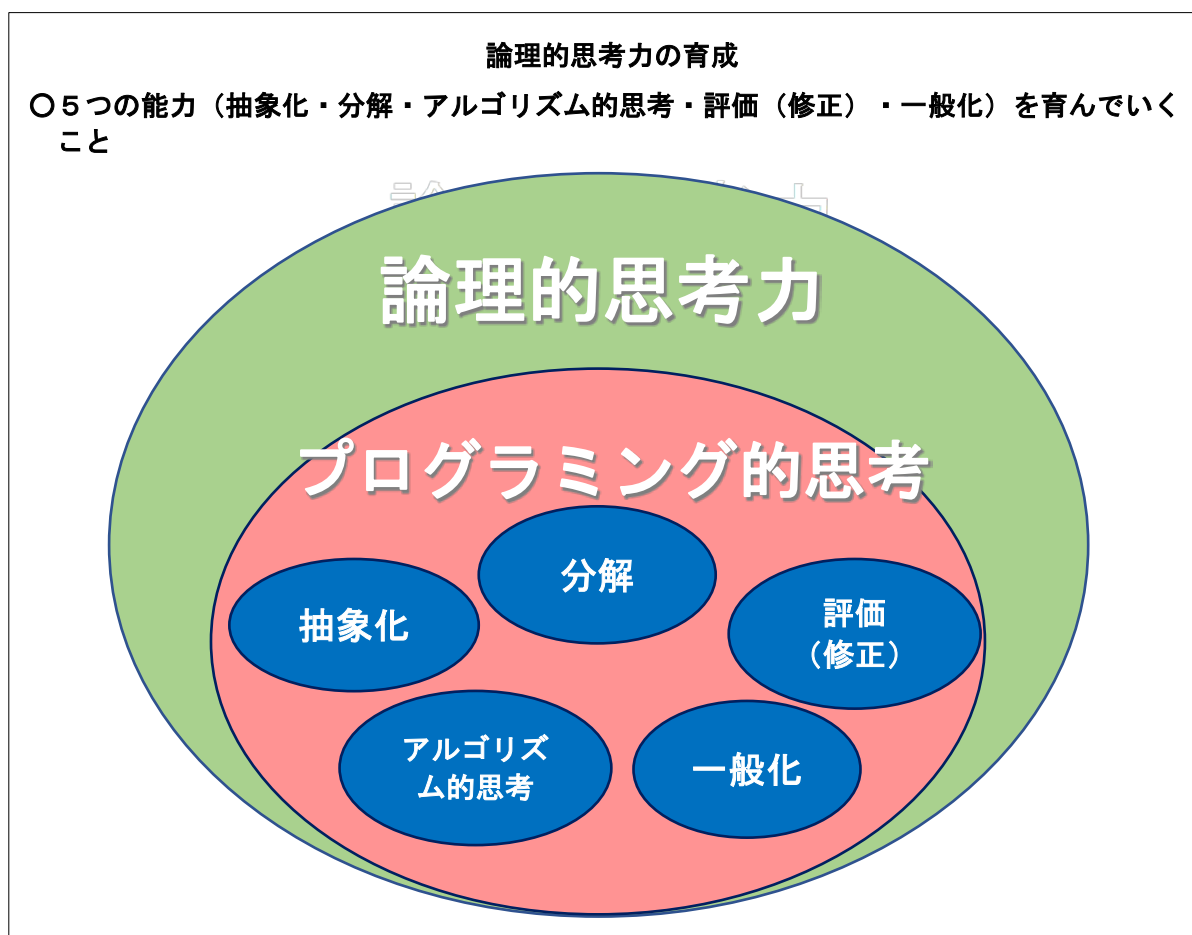 論理的思考力の育成
○５つの能力（抽象化・分解・アルゴリズム的思考・評価（修正）・一般化）を育んでいく
こと
論理的思考力
プログラミング的思考
分解
抽象化
評価
（修正）
アルゴリズ
ム的思考
一般化